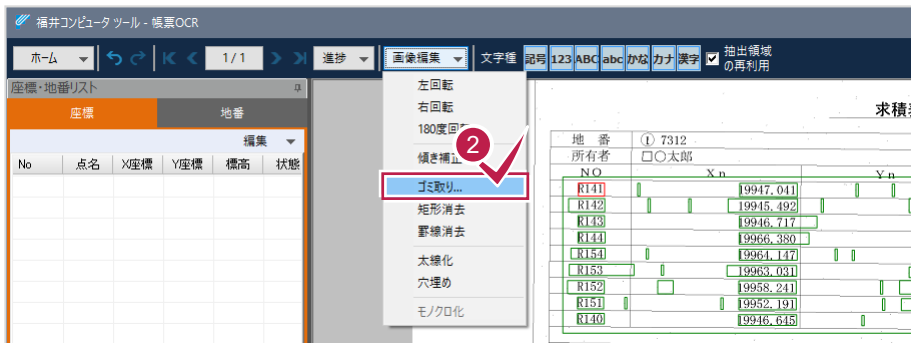 福井コンピュータ ツール - 帳票OCR
ホーム
1/1
進捗
画像編集
文字種
記号
123
ABC
abc
かな
カナ
漢字
抽出領域
の再利用
座標・地番リスト
座標
地番
編集
No
点名
X座標
Y座標
標高
状態
左回転
右回転
180度回転
傾き補正
2
ゴミ取り...
矩形消去
罫線消去
太線化
穴埋め
モノクロ化
求積
地 番 ① 7312
所有者 口〇太郎
NO Xn Yn
R141 19947.041
R142 19945.492
R143 19946.717
R144 19966.380
R154 19964.147
R153 19963.031
R152 19958.241
R151 19952.191
R140 19946.645